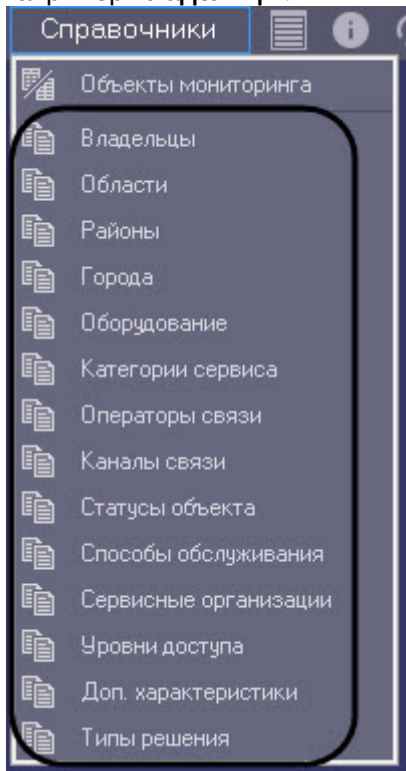 Справочники
Объекты мониторинга
Владельцы
Области
Районы
Города
Оборудование
Категории сервиса
Операторы связи
Каналы связи
Статусы объекта
Способы обслуживания
Сервисные организации
Уровни доступа
Доп. характеристики
Типы решения